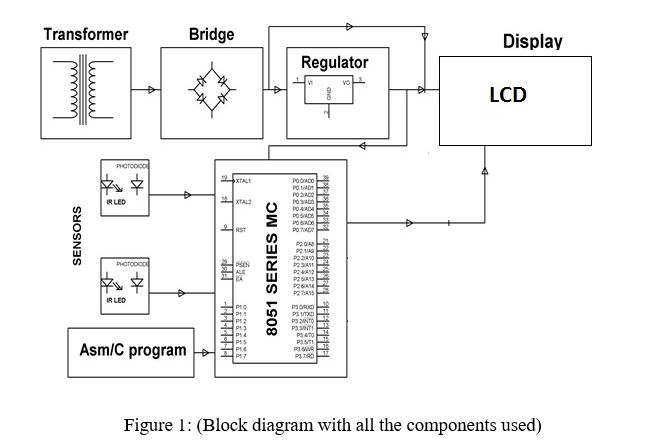 Transformer
Bridge
Regulator
Display
1
VI
VO
3
GND
2
LCD
SENSORS
PHOTODIODE
IR LED
PHOTODIODE
IR LED
Asm/C program
8051 SERIES MC
19 XTAL1
18 XTAL2
9 RST
29 PSEN
30 ALE
31 EA
1 P1.0
2 P1.1
3 P1.2
4 P1.3
5 P1.4
6 P1.5
7 P1.6
8 P1.7
P0.0/AD0 39
P0.1/AD1 38
P0.2/AD2 37
P0.3/AD3 36
P0.4/AD4 35
P0.5/AD5 34
P0.6/AD6 33
P0.7/AD7 32
P2.0/A8 21
P2.1/A9 22
P2.2/A10 23
P2.3/A11 24
P2.4/A12 25
P2.5/A13 26
P2.6/A14 27
P2.7/A15 28
P3.0/RXD 10
P3.1/TXD 11
P3.2/INT0 12
P3.3/INT1 13
P3.4/T0 14
P3.5/T1 15
P3.6/WR 16
P3.7/RD 17
Figure 1: (Block diagram with all the components used)